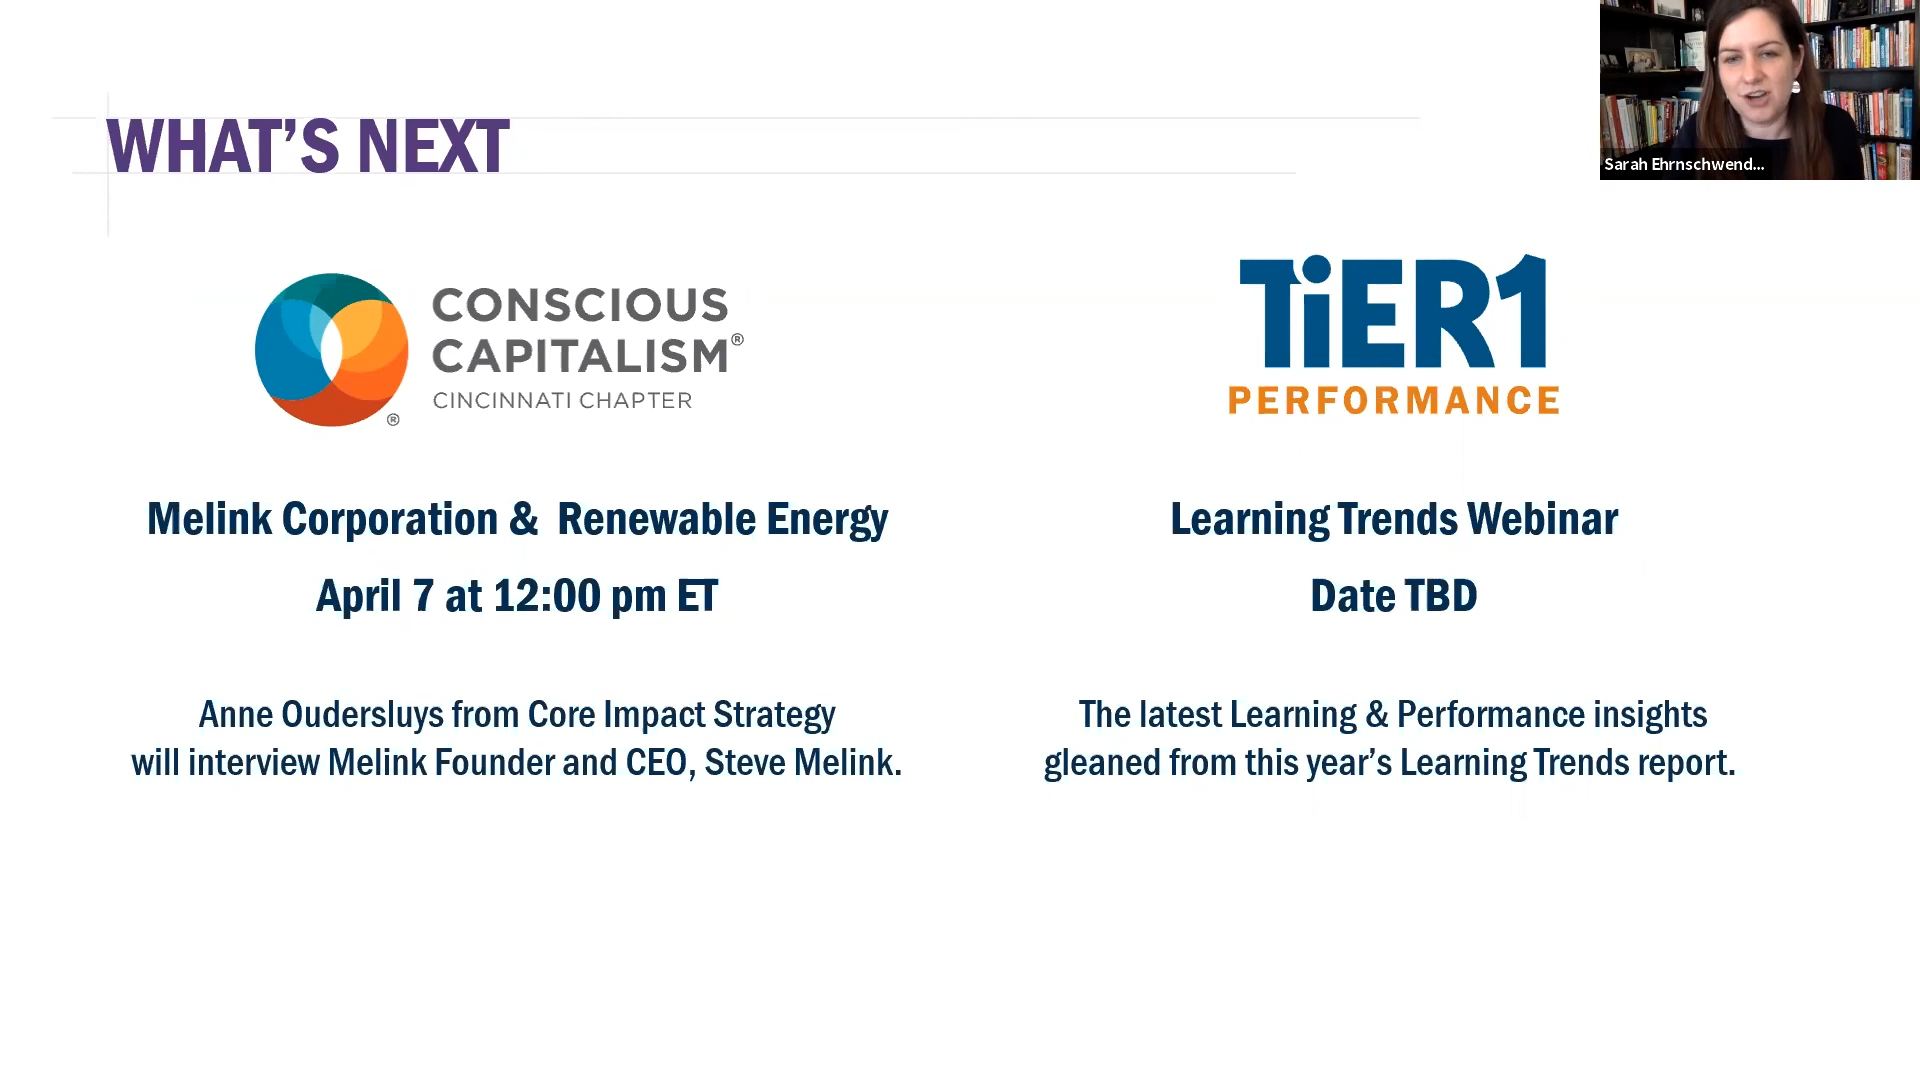 WHAT'S NEXT
Sarah Ehrnschwend...
CONSCIOUS
CAPITALISM®
CINCINNATI CHAPTER
®
TiER1
PERFORMANCE
Melink Corporation & Renewable Energy
April 7 at 12:00 pm ET
Anne Oudersluys from Core Impact Strategy
will interview Melink Founder and CEO, Steve Melink.
Learning Trends Webinar
Date TBD
The latest Learning & Performance insights
gleaned from this year's Learning Trends report.